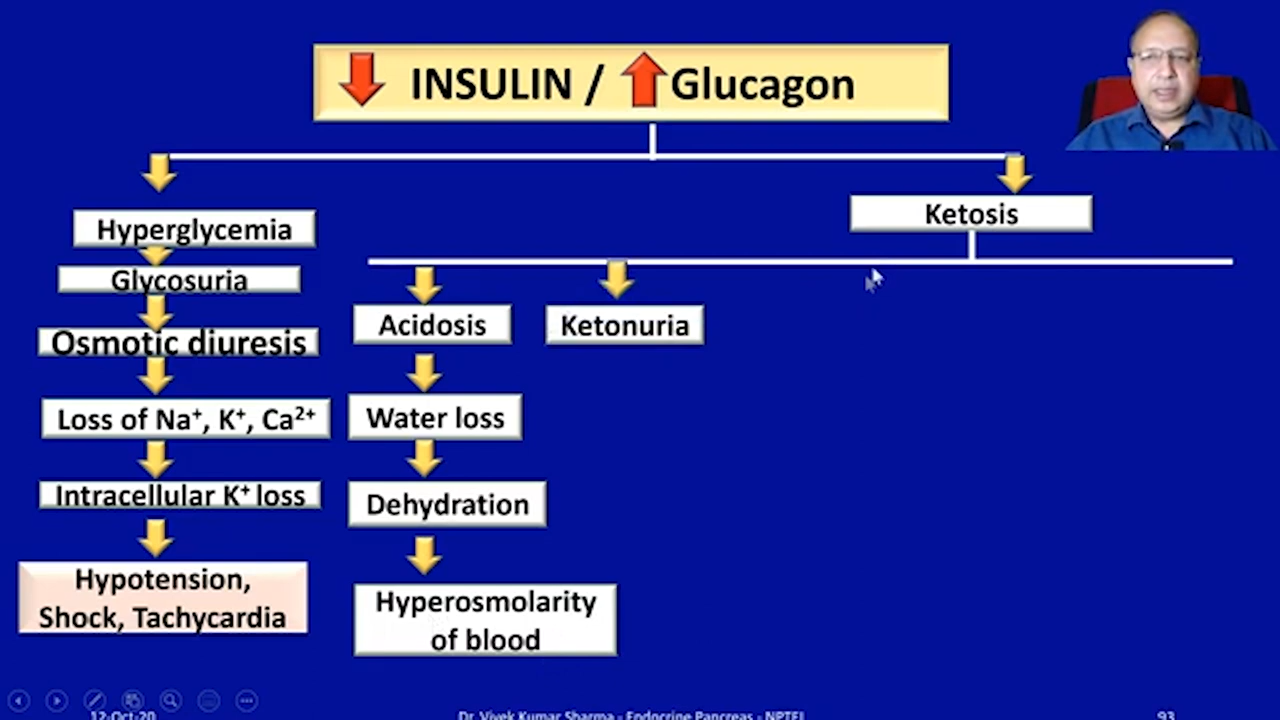 INSULIN / Glucagon
Hyperglycemia
Glycosuria
Osmotic diuresis
Loss of Na⁺, K⁺, Ca²⁺
Intracellular K⁺ loss
Hypotension,
Shock, Tachycardia
Ketosis
Acidosis
Water loss
Dehydration
Hyperosmolarity
of blood
Ketonuria
12-Oct-20
Dr. Vivek Kumar Sharma - Endocrine Pancreas - NPTEL
93